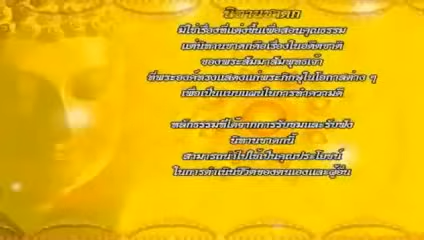 นิทานชาดก
มิใช่เรื่องที่แต่งขึ้นเพื่อสอนคุณธรรม
แต่นิทานชาดกคือเรื่องในอดีตชาติ
ของพระสัมมาสัมพุทธเจ้า
ที่พระองค์ทรงแสดงแก่พระภิกษุในโอกาสต่าง ๆ
เพื่อเป็นแบบแผนในการทำความดี
หลักธรรมที่ได้จากการรับชมและรับฟัง
นิทานชาดกนี้
สามารถนำไปใช้เป็นคุณประโยชน์
ในการดำเนินชีวิตของตนเองและผู้อื่น